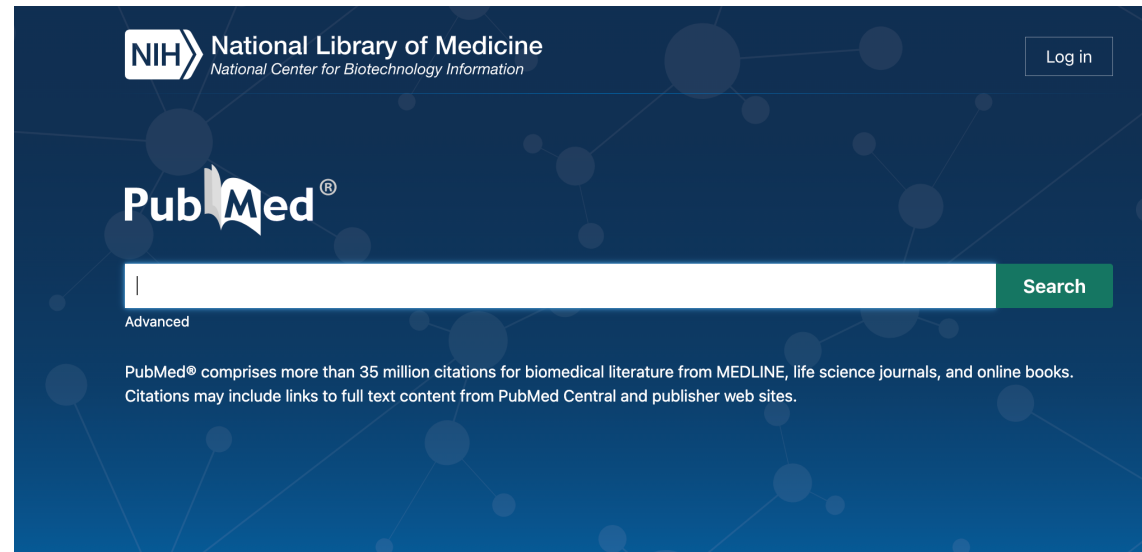 NIH
National Library of Medicine
National Center for Biotechnology Information
Log in
PubMed®
Search
Advanced
PubMed® comprises more than 35 million citations for biomedical literature from MEDLINE, life science journals, and online books.
Citations may include links to full text content from PubMed Central and publisher web sites.